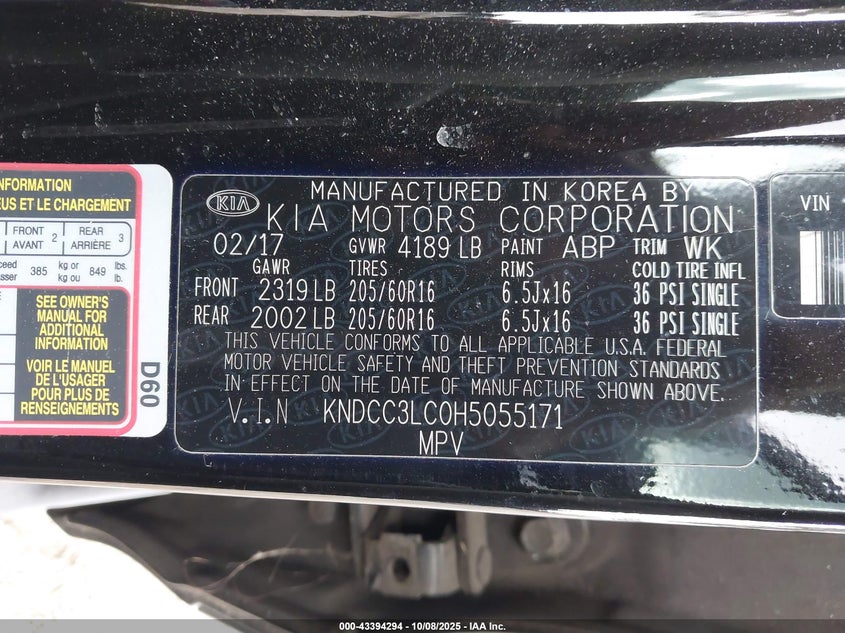 INFORMATION
EUS ET LE CHARGEMENT
FRONT
AVANT 2
REAR
ARRIÈRE 3
385 kg or
kg ou 849 lbs.
lb.
SEE OWNER'S
MANUAL FOR
ADDITIONAL
INFORMATION
VOIR LE MANUEL
DE L'USAGER
POUR PLUS DE
RENSEIGNEMENTS
D60
KIA
MANUFACTURED IN KOREA BY
KIA MOTORS CORPORATION
02/17 GVWR 4189 LB PAINT ABP TRIM WK
GAWR TIRES RIMS COLD TIRE INFL
FRONT 2319 LB 205/60R16 6.5Jx16 36 PSI SINGLE
REAR 2002 LB 205/60R16 6.5Jx16 36 PSI SINGLE
THIS VEHICLE CONFORMS TO ALL APPLICABLE U.S.A. FEDERAL
MOTOR VEHICLE SAFETY AND THEFT PREVENTION STANDARDS
IN EFFECT ON THE DATE OF MANUFACTURE SHOWN ABOVE.
V.I.N KNDCC3LC0H5055171
MPV
VIN
000-43394294 - 10/08/2025 - IAA Inc.